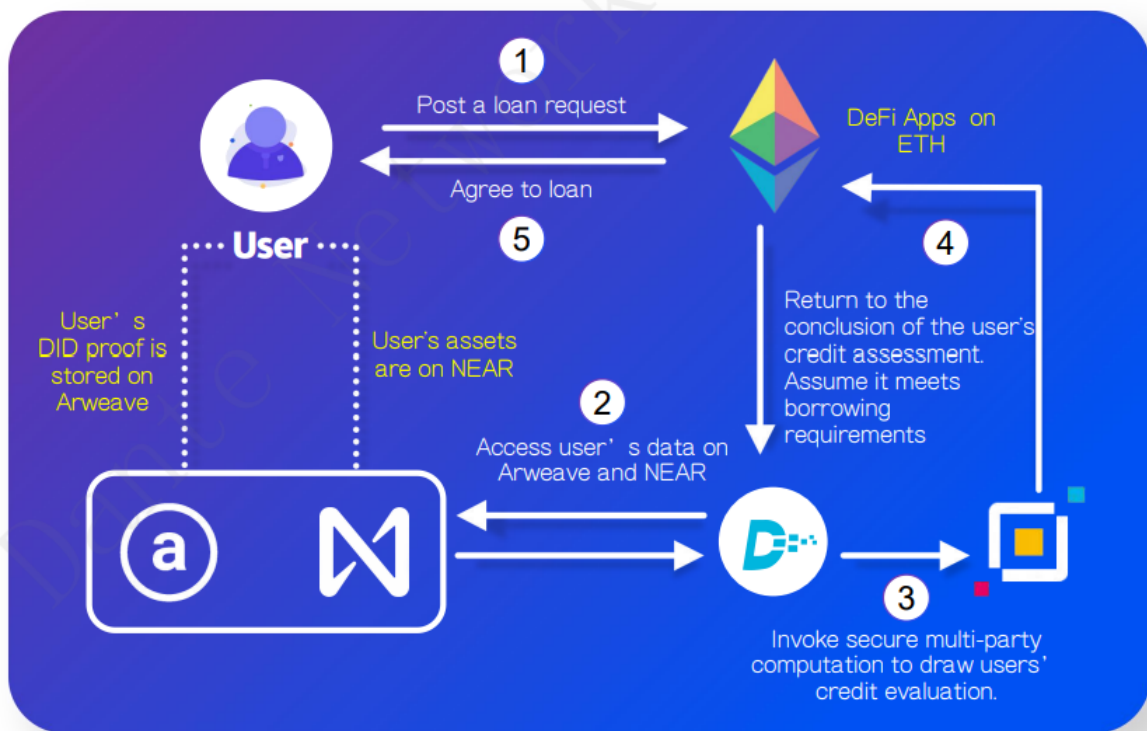 1
Post a loan request
DeFi Apps on
ETH
Agree to loan
5
User
4
User's
DID proof is
stored on
Arweave
User's assets
are on NEAR
Return to the
conclusion of the user's
credit assessment.
Assume it meets
borrowing
requirements
2
Access user's data on
Arweave and NEAR
a
D
3
Invoke secure multi-party
computation to draw users'
credit evaluation.
Dante Network